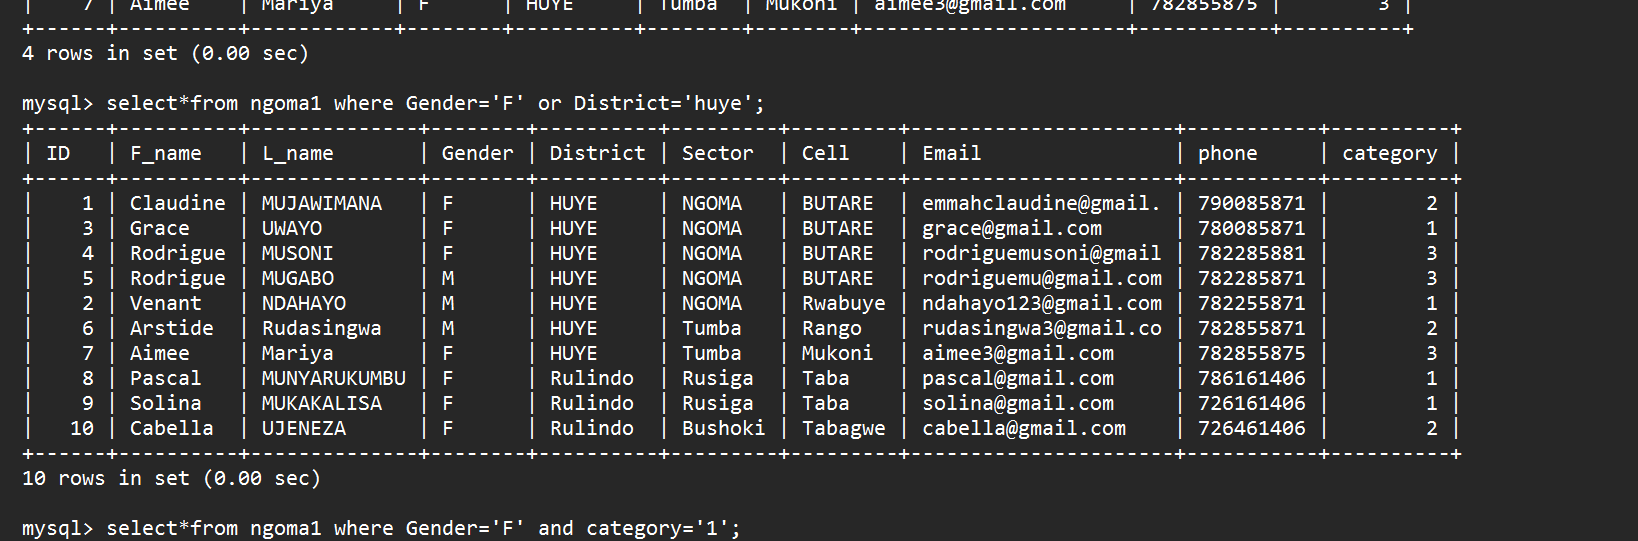 |    7 | Aimee    | Mariya     | F      | HUYE     | Tumba  | Mukoni | aimee3@gmail.com     | 782855875 |        3 |
+------+----------+------------+--------+----------+--------+--------+----------------------+-----------+----------+
4 rows in set (0.00 sec)
mysql> select*from ngoma1 where Gender='F' or District='huye';
+------+----------+--------------+--------+----------+---------+---------+----------------------+-----------+----------+
| ID   | F_name   | L_name       | Gender | District | Sector  | Cell    | Email                | phone     | category |
+------+----------+--------------+--------+----------+---------+---------+----------------------+-----------+----------+
|    1 | Claudine | MUJAWIMANA   | F      | HUYE     | NGOMA   | BUTARE  | emmahclaudine@gmail. | 790085871 |        2 |
|    3 | Grace    | UWAYO        | F      | HUYE     | NGOMA   | BUTARE  | grace@gmail.com      | 780085871 |        1 |
|    4 | Rodrigue | MUSONI       | F      | HUYE     | NGOMA   | BUTARE  | rodriguemusoni@gmail | 782285881 |        3 |
|    5 | Rodrigue | MUGABO       | M      | HUYE     | NGOMA   | BUTARE  | rodriguemu@gmail.com | 782285871 |        3 |
|    2 | Venant   | NDAHAYO      | M      | HUYE     | NGOMA   | Rwabuye | ndahayo123@gmail.com | 782255871 |        1 |
|    6 | Arstide  | Rudasingwa   | M      | HUYE     | Tumba   | Rango   | rudasingwa3@gmail.co | 782855871 |        2 |
|    7 | Aimee    | Mariya       | F      | HUYE     | Tumba   | Mukoni  | aimee3@gmail.com     | 782855875 |        3 |
|    8 | Pascal   | MUNYARUKUMBU | F      | Rulindo  | Rusiga  | Taba    | pascal@gmail.com     | 786161406 |        1 |
|    9 | Solina   | MUKAKALISA   | F      | Rulindo  | Rusiga  | Taba    | solina@gmail.com     | 726161406 |        1 |
|   10 | Cabella  | UJENEZA      | F      | Rulindo  | Bushoki | Tabagwe | cabella@gmail.com    | 726461406 |        2 |
+------+----------+--------------+--------+----------+---------+---------+----------------------+-----------+----------+
10 rows in set (0.00 sec)
mysql> select*from ngoma1 where Gender='F' and category='1';